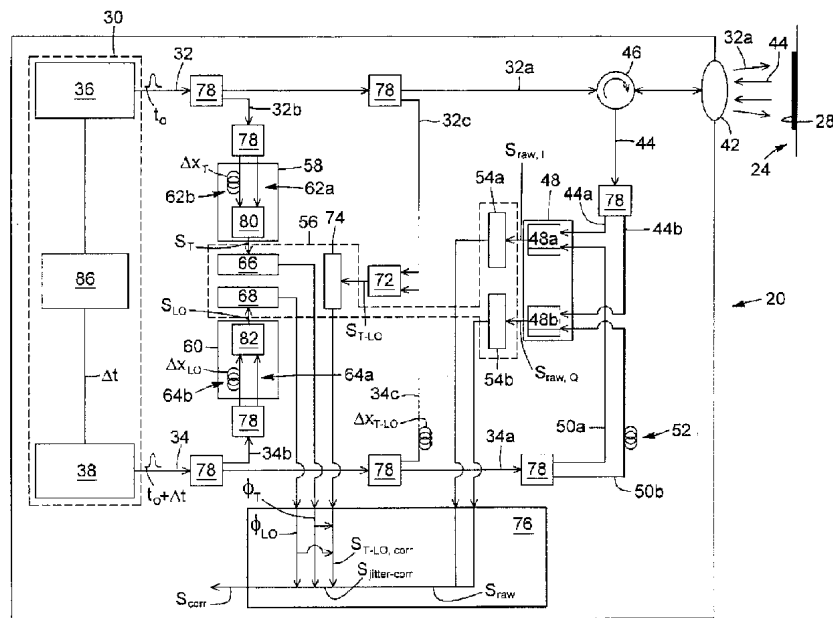 30
36
t₀
32
78
32b
78
32a
46
32a
44
42
28
24
78
Δx_T
58
62b
62a
80
S_T
56
74
32c
S_raw, I
54a
48
44
78
44a
44b
48a
66
72
S_T-LO
68
S_LO
48b
20
86
60
82
Δx_LO
64b
64a
S_raw, Q
54b
34c
Δx_T-LO
Δt
78
50a
52
38
34
t₀+Δt
78
34b
78
34a
78
50b
ϕ_T
ϕ_LO
76
S_T-LO, corr
S_jitter-corr
S_corr
S_raw